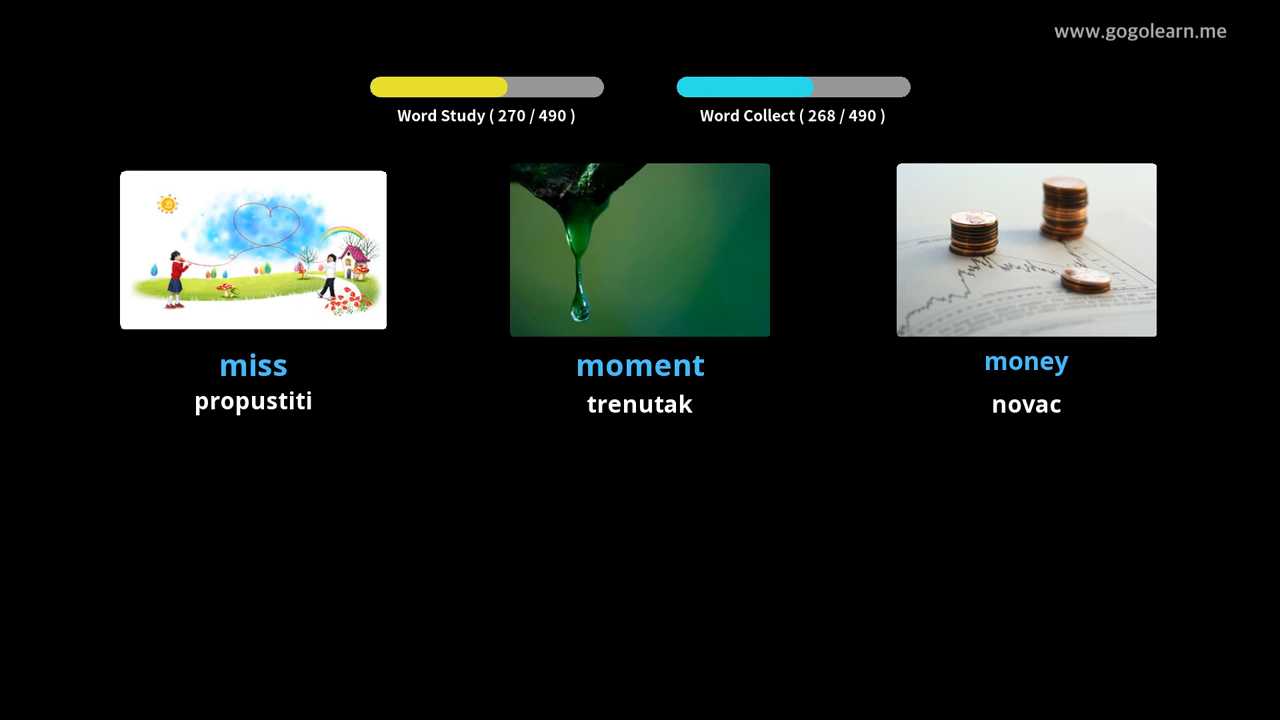 www.gogolearn.me
Word Study ( 270 / 490 )
Word Collect ( 268 / 490 )
miss
propustiti
moment
trenutak
money
novac